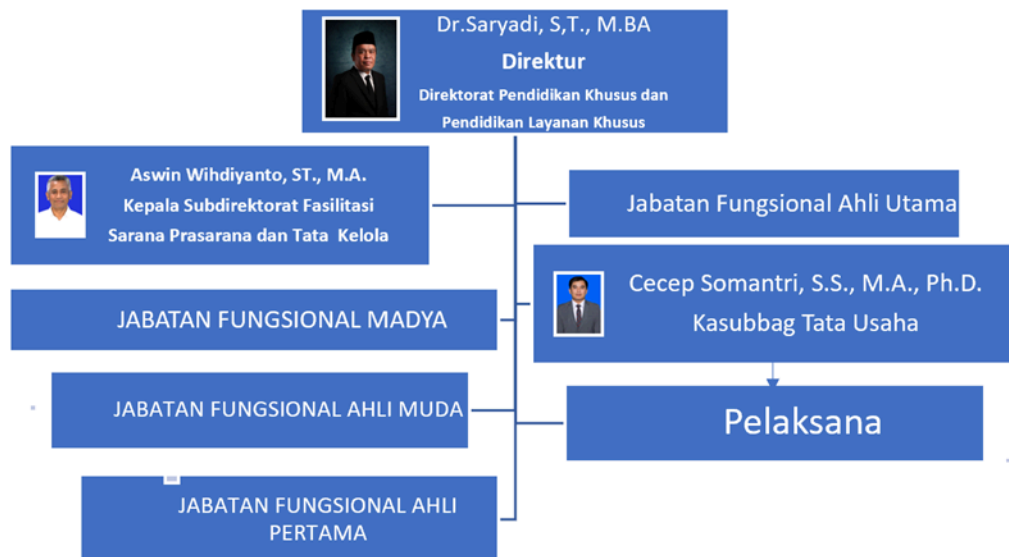 Dr.Saryadi, S,T., M.BA
Direktur
Direktorat Pendidikan Khusus dan
Pendidikan Layanan Khusus
Aswin Wihdiyanto, ST., M.A.
Kepala Subdirektorat Fasilitasi
Sarana Prasarana dan Tata Kelola
Jabatan Fungsional Ahli Utama
Cecep Somantri, S.S., M.A., Ph.D.
Kasubbag Tata Usaha
JABATAN FUNGSIONAL MADYA
JABATAN FUNGSIONAL AHLI MUDA
Pelaksana
JABATAN FUNGSIONAL AHLI
PERTAMA